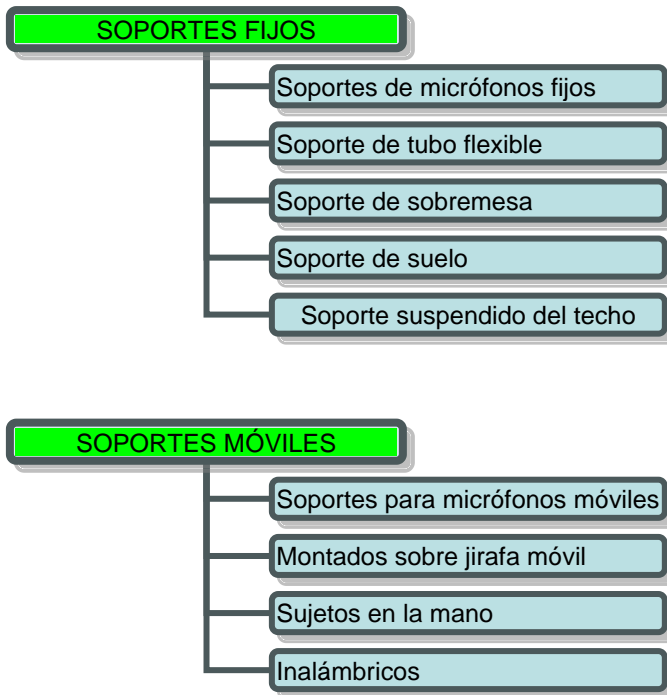 SOPORTES FIJOS
Soportes de micrófonos fijos
Soporte de tubo flexible
Soporte de sobremesa
Soporte de suelo
Soporte suspendido del techo
SOPORTES MÓVILES
Soportes para micrófonos móviles
Montados sobre jirafa móvil
Sujetos en la mano
Inalámbricos